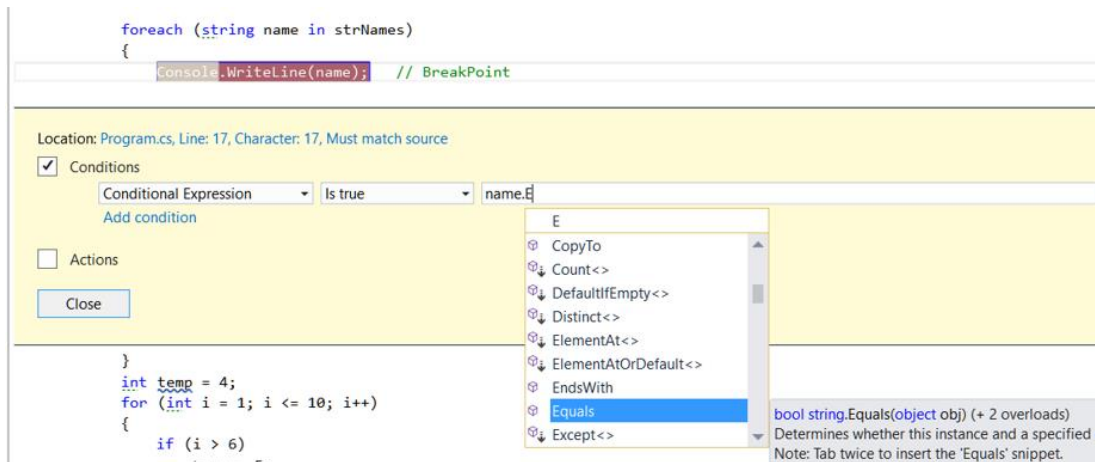 foreach (string name in strNames)
{
Console.WriteLine(name); // BreakPoint
Location: Program.cs, Line: 17, Character: 17, Must match source
Conditions
Conditional Expression Is true name.E
Add condition
E
CopyTo
Count<>
DefaultIfEmpty<>
Distinct<>
ElementAt<>
ElementAtOrDefault<>
EndsWith
Equals
Except<>
Actions
Close
bool string.Equals(object obj) (+ 2 overloads)
Determines whether this instance and a specified
Note: Tab twice to insert the 'Equals' snippet.
}
int temp = 4;
for (int i = 1; i <= 10; i++)
{
if (i > 6)